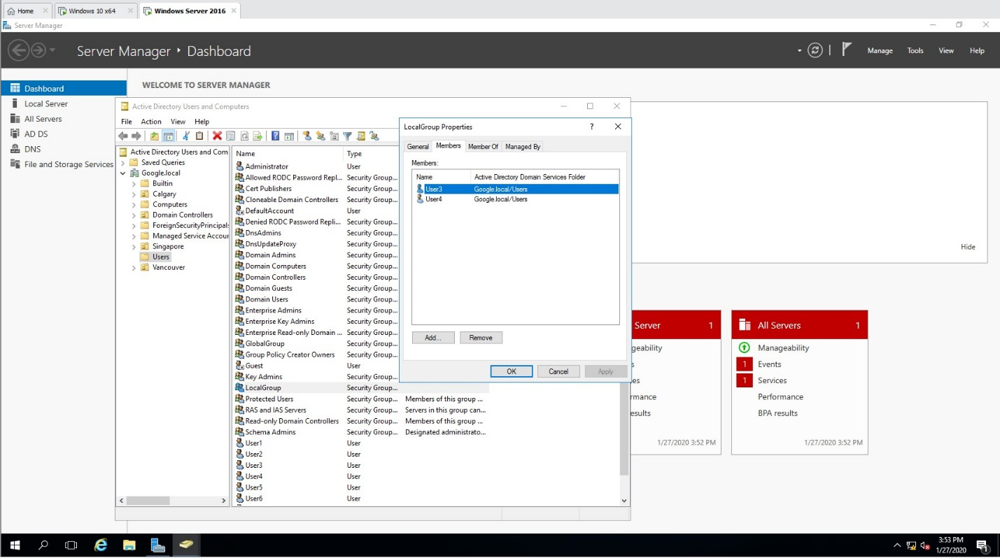 Home
Windows 10 x64
Windows Server 2016
Server Manager
Server Manager Dashboard
Manage Tools View Help
Dashboard
Local Server
All Servers
AD DS
DNS
File and Storage Services
WELCOME TO SERVER MANAGER
Active Directory Users and Computers
File Action View Help
Active Directory Users and Com
Saved Queries
Google.local
Builtin
Calgary
Computers
Domain Controllers
ForeignSecurityPrincipals
Managed Service Accour
Singapore
Users
Vancouver
Name Type
Administrator User
Allowed RODC Password Repl... Security Group...
Cert Publishers Security Group...
Cloneable Domain Controllers Security Group...
DefaultAccount User
Denied RODC Password Repli... Security Group...
DnsAdmins Security Group...
DnsUpdateProxy Security Group...
Domain Admins Security Group...
Domain Computers Security Group...
Domain Controllers Security Group...
Domain Guests Security Group...
Domain Users Security Group...
Enterprise Admins Security Group...
Enterprise Key Admins Security Group...
Enterprise Read-only Domain ... Security Group...
GlobalGroup Security Group...
Group Policy Creator Owners Security Group...
Guest User
Key Admins Security Group...
LocalGroup Security Group...
Protected Users Security Group... Members of this group ...
RAS and IAS Servers Security Group... Servers in this group can...
Read-only Domain Controllers Security Group... Members of this group ...
Schema Admins Security Group... Designated administrato...
User1 User
User2 User
User3 User
User4 User
User5 User
User6 User
LocalGroup Properties ?
General Members Member Of Managed By
Members:
Name Active Directory Domain Services Folder
User3 Google.local/Users
User4 Google.local/Users
Add... Remove
OK Cancel Apply
Hide
Server 1
geability
s
es
rmance
esults
1/27/2020 3:52 PM
All Servers 1
Manageability
1 Events
1 Services
Performance
BPA results
1/27/2020 3:52 PM
3:53 PM
1/27/2020
1